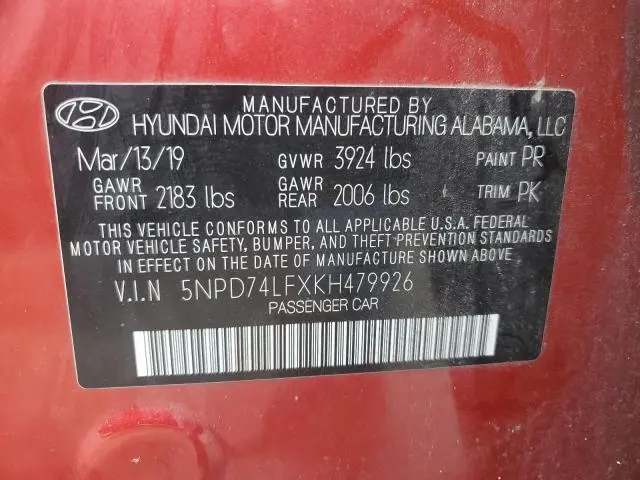 MANUFACTURED BY
HYUNDAI MOTOR MANUFACTURING ALABAMA, LLC
Mar/13/19 GVWR 3924 lbs PAINT PR
GAWR FRONT 2183 lbs GAWR REAR 2006 lbs TRIM PK
THIS VEHICLE CONFORMS TO ALL APPLICABLE U.S.A. FEDERAL
MOTOR VEHICLE SAFETY, BUMPER, AND THEFT PREVENTION STANDARDS
IN EFFECT ON THE DATE OF MANUFACTURE SHOWN ABOVE
V.I.N 5NPD74LFXKH479926
PASSENGER CAR